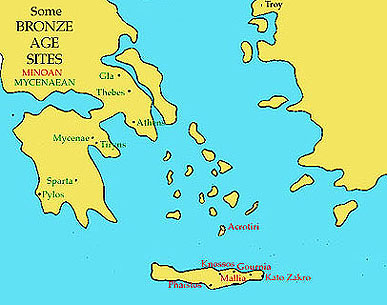 Some
BRONZE
AGE
SITES
MINOAN
MYCENAEAN
Troy
Gla
Thebes
Athens
Mycenae
Tiryns
Sparta
Pylos
Acrotiri
Knossos
Gournia
Mallia
Kato Zakro
Phaistos